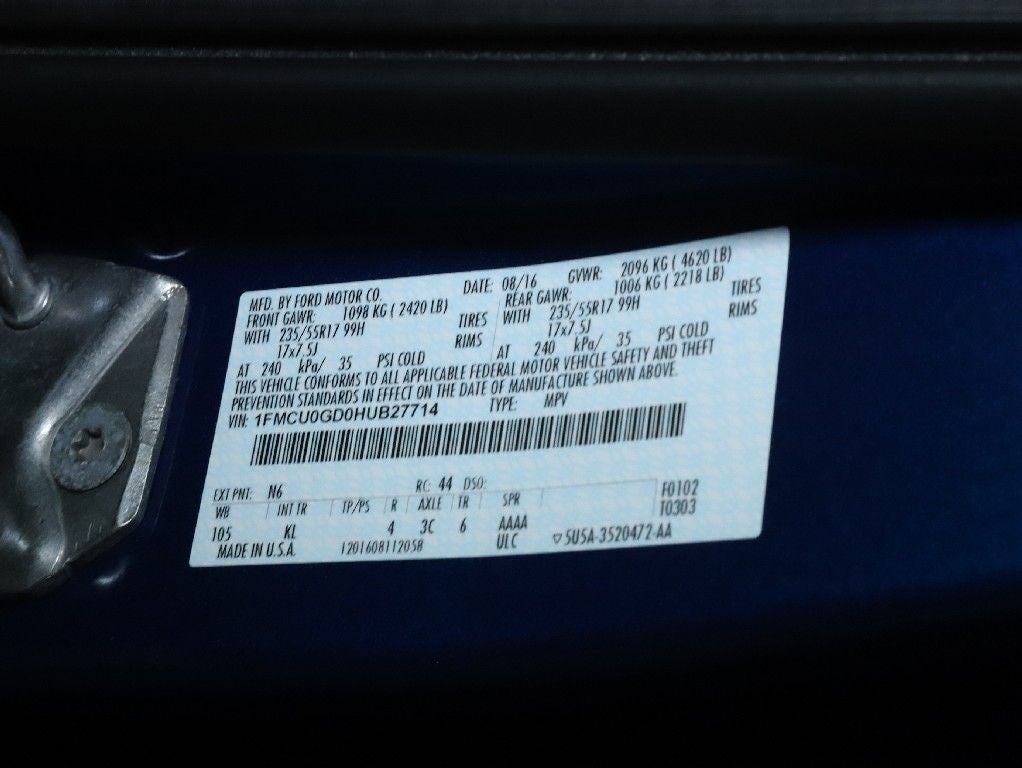 MFD. BY FORD MOTOR CO. DATE: 08/16 GVWR: 2096 KG ( 4620 LB)
FRONT GAWR: 1098 KG ( 2420 LB) REAR GAWR: 1006 KG ( 2218 LB)
WITH 235/55R17 99H TIRES WITH 235/55R17 99H TIRES
17x7.5J RIMS 17x7.5J RIMS
AT 240 kPa/ 35 PSI COLD AT 240 kPa/ 35 PSI COLD
THIS VEHICLE CONFORMS TO ALL APPLICABLE FEDERAL MOTOR VEHICLE SAFETY AND THEFT
PREVENTION STANDARDS IN EFFECT ON THE DATE OF MANUFACTURE SHOWN ABOVE.
VIN: 1FMCU0GD0HUB27714 TYPE: MPV
EXT PNT: N6 RC: 44 DSO: F0102
WB INT TR TP/PS R AXLE TR SPR T0303
105 KL 4 3C 6 AAAA
MADE IN U.S.A. 1201608112058 ULC ▽5U5A-3520472-AA